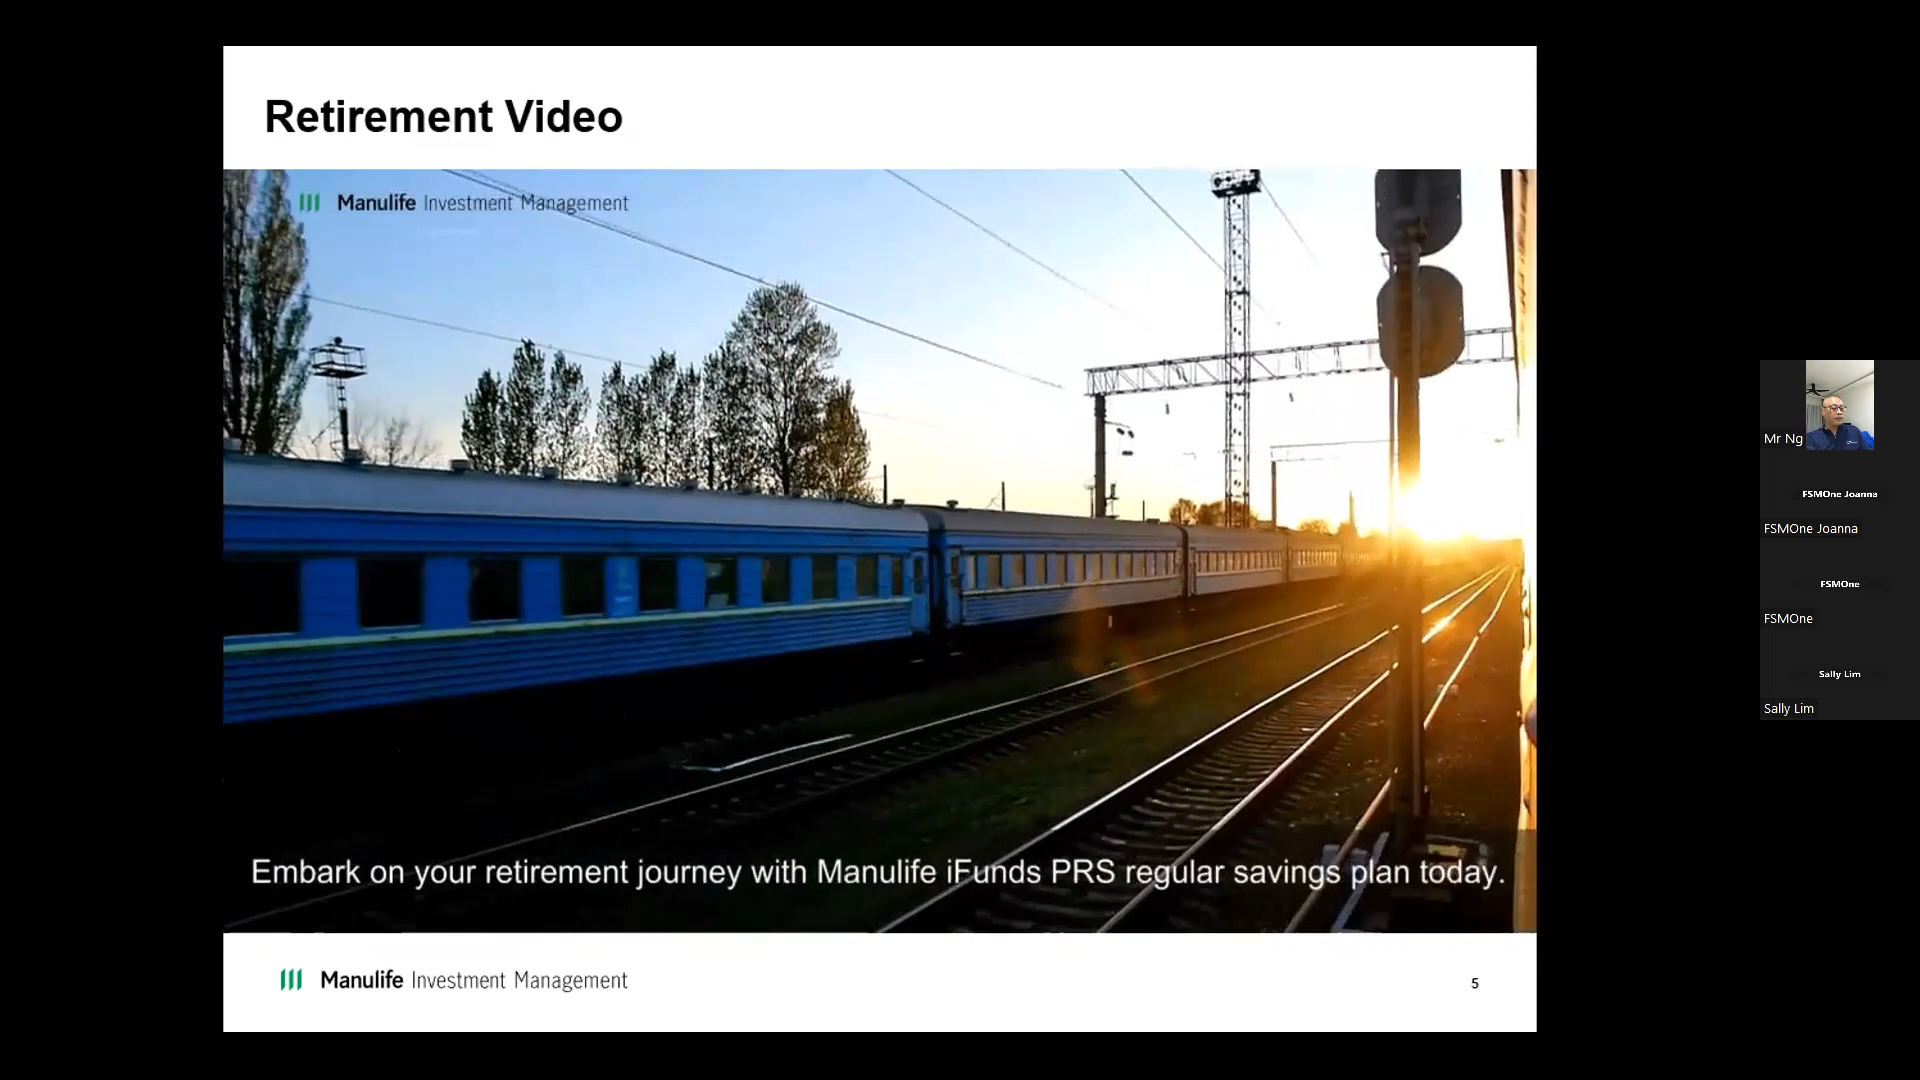 Retirement Video
Manulife Investment Management
Embark on your retirement journey with Manulife iFunds PRS regular savings plan today.
Manulife Investment Management
5
Mr Ng
FSMOne Joanna
FSMOne Joanna
FSMOne
FSMOne
Sally Lim
Sally Lim